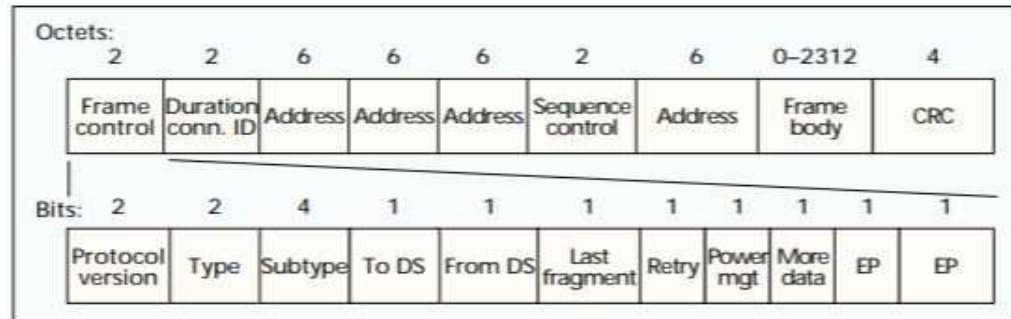 Octets:
2 2 6 6 6 2 6 0–2312 4
Frame control Duration conn. ID Address Address Address Sequence control Address Frame body CRC
Bits: 2 2 4 1 1 1 1 1 1 1 1
Protocol version Type Subtype To DS From DS Last fragment Retry Power mgt More data EP EP